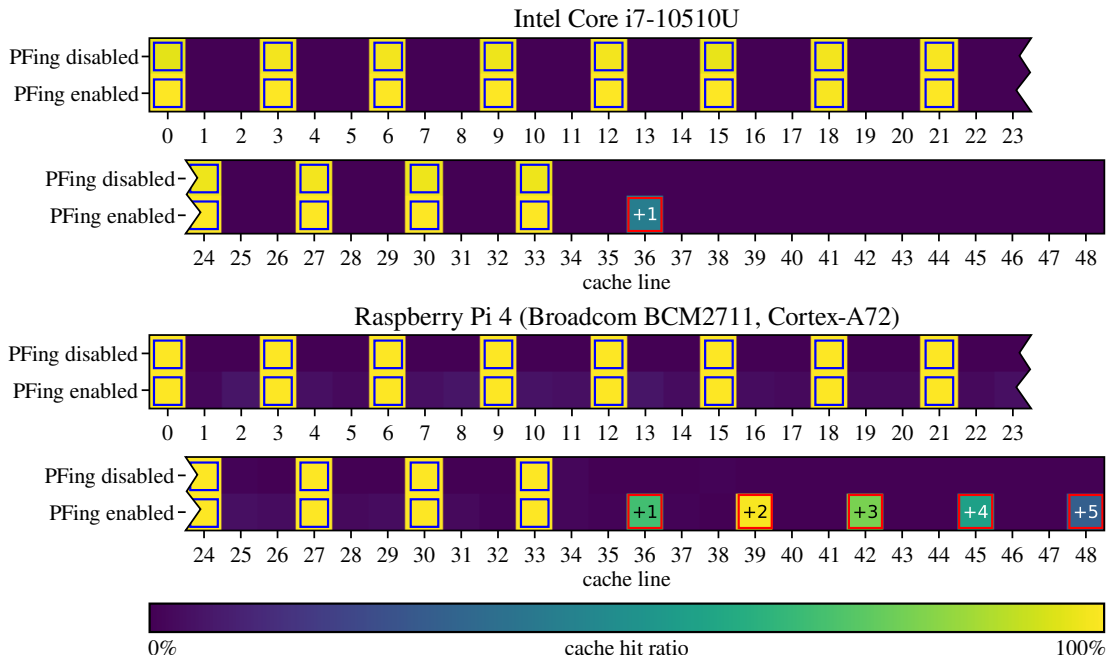 Intel Core i7-10510U
PFing disabled
PFing enabled
0 1 2 3 4 5 6 7 8 9 10 11 12 13 14 15 16 17 18 19 20 21 22 23
PFing disabled
PFing enabled +1
24 25 26 27 28 29 30 31 32 33 34 35 36 37 38 39 40 41 42 43 44 45 46 47 48
cache line
Raspberry Pi 4 (Broadcom BCM2711, Cortex-A72)
PFing disabled
PFing enabled
0 1 2 3 4 5 6 7 8 9 10 11 12 13 14 15 16 17 18 19 20 21 22 23
PFing disabled
PFing enabled +1 +2 +3 +4 +5
24 25 26 27 28 29 30 31 32 33 34 35 36 37 38 39 40 41 42 43 44 45 46 47 48
cache line
0% cache hit ratio 100%